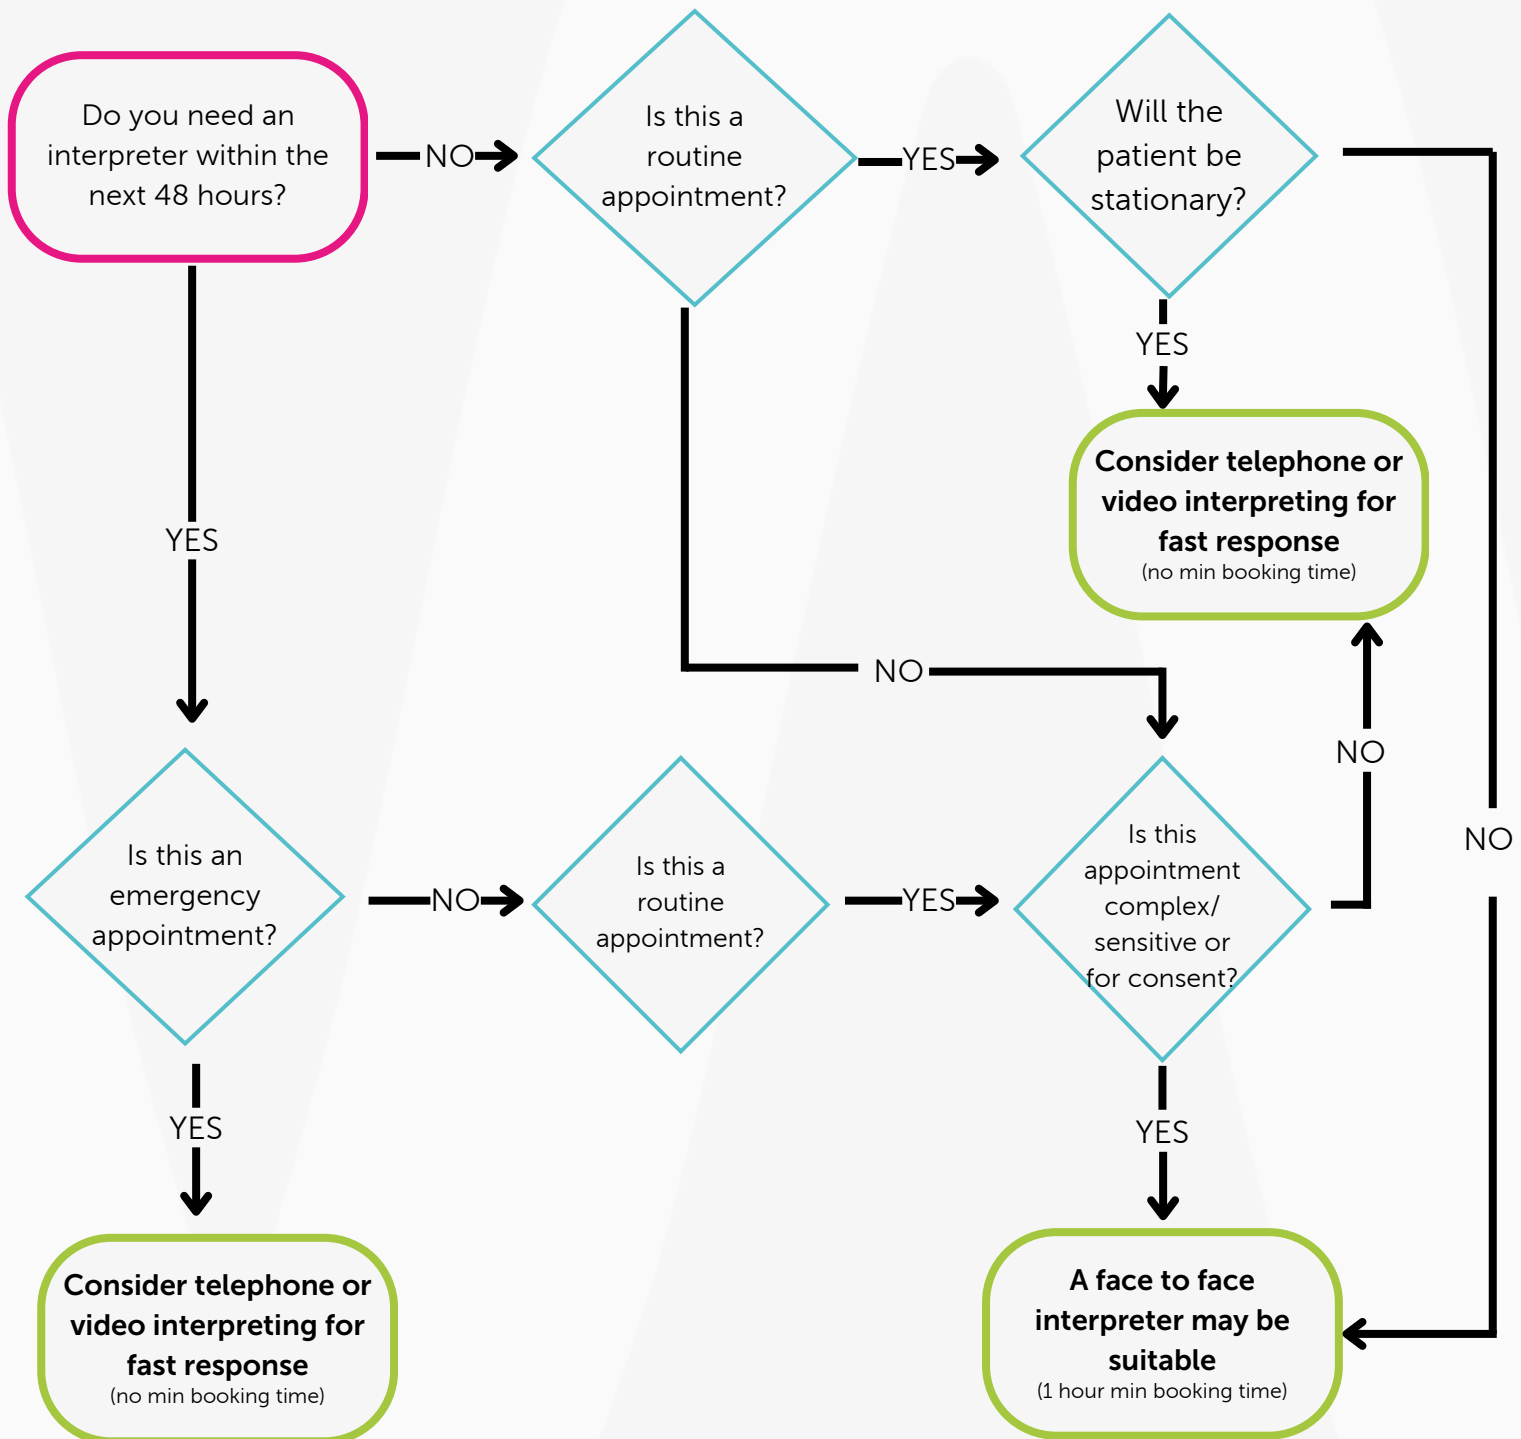 Do you need an
interpreter within the
next 48 hours?
NO
Is this a
routine
appointment?
YES
Will the
patient be
stationary?
YES
Consider telephone or
video interpreting for
fast response
(no min booking time)
YES
NO
NO
NO
Is this an
emergency
appointment?
NO
Is this a
routine
appointment?
YES
Is this
appointment
complex/
sensitive or
for consent?
YES
YES
Consider telephone or
video interpreting for
fast response
(no min booking time)
A face to face
interpreter may be
suitable
(1 hour min booking time)